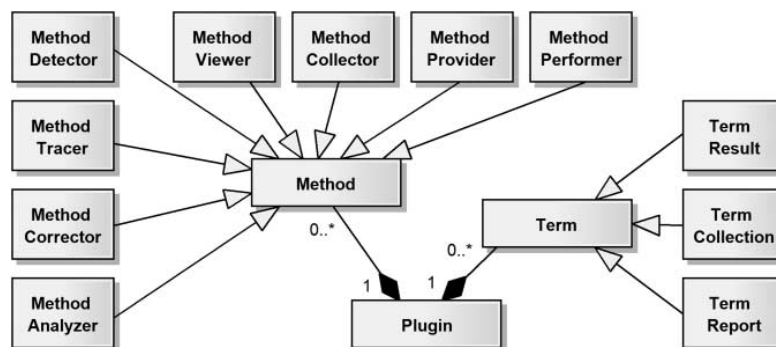 Method
Detector
Method
Viewer
Method
Collector
Method
Provider
Method
Performer
Method
Tracer
Term
Result
Method
Method
Corrector
Term
Term
Collection
0..*
0..*
Method
Analyzer
1
1
Plugin
Term
Report